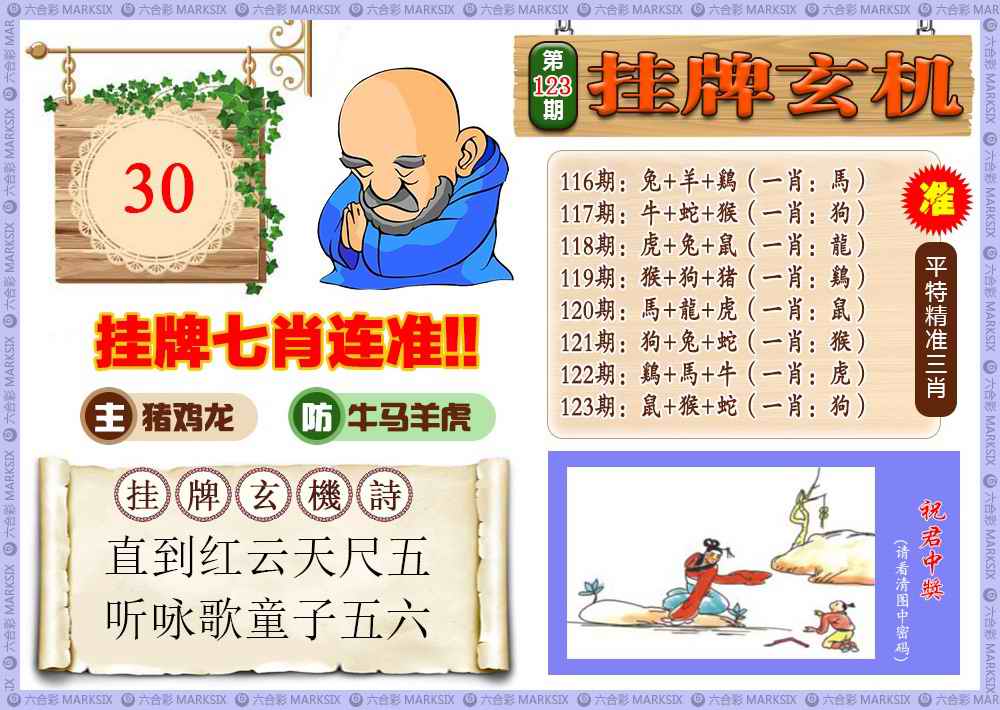 六合彩 MARKSIX
30
第
123
期
挂牌玄机
116期：兔+羊+鷄（一肖：馬）
117期：牛+蛇+猴（一肖：狗）
118期：虎+兔+鼠（一肖：龍）
119期：猴+狗+猪（一肖：鷄）
120期：馬+龍+虎（一肖：鼠）
121期：狗+兔+蛇（一肖：猴）
122期：鷄+馬+牛（一肖：虎）
123期：鼠+猴+蛇（一肖：狗）
准
平特精准三肖
挂牌七肖连准!!
主 猪鸡龙
防 牛马羊虎
挂牌玄機詩
直到红云天尺五
听咏歌童子五六
祝君中獎
（请看清图中密码）